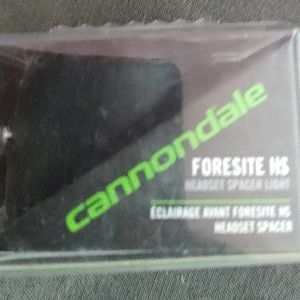 cannondale
FORESITE HS
HEADSET SPACER LIGHT
ÉCLAIRAGE AVANT FORESITE HS
HEADSET SPACER